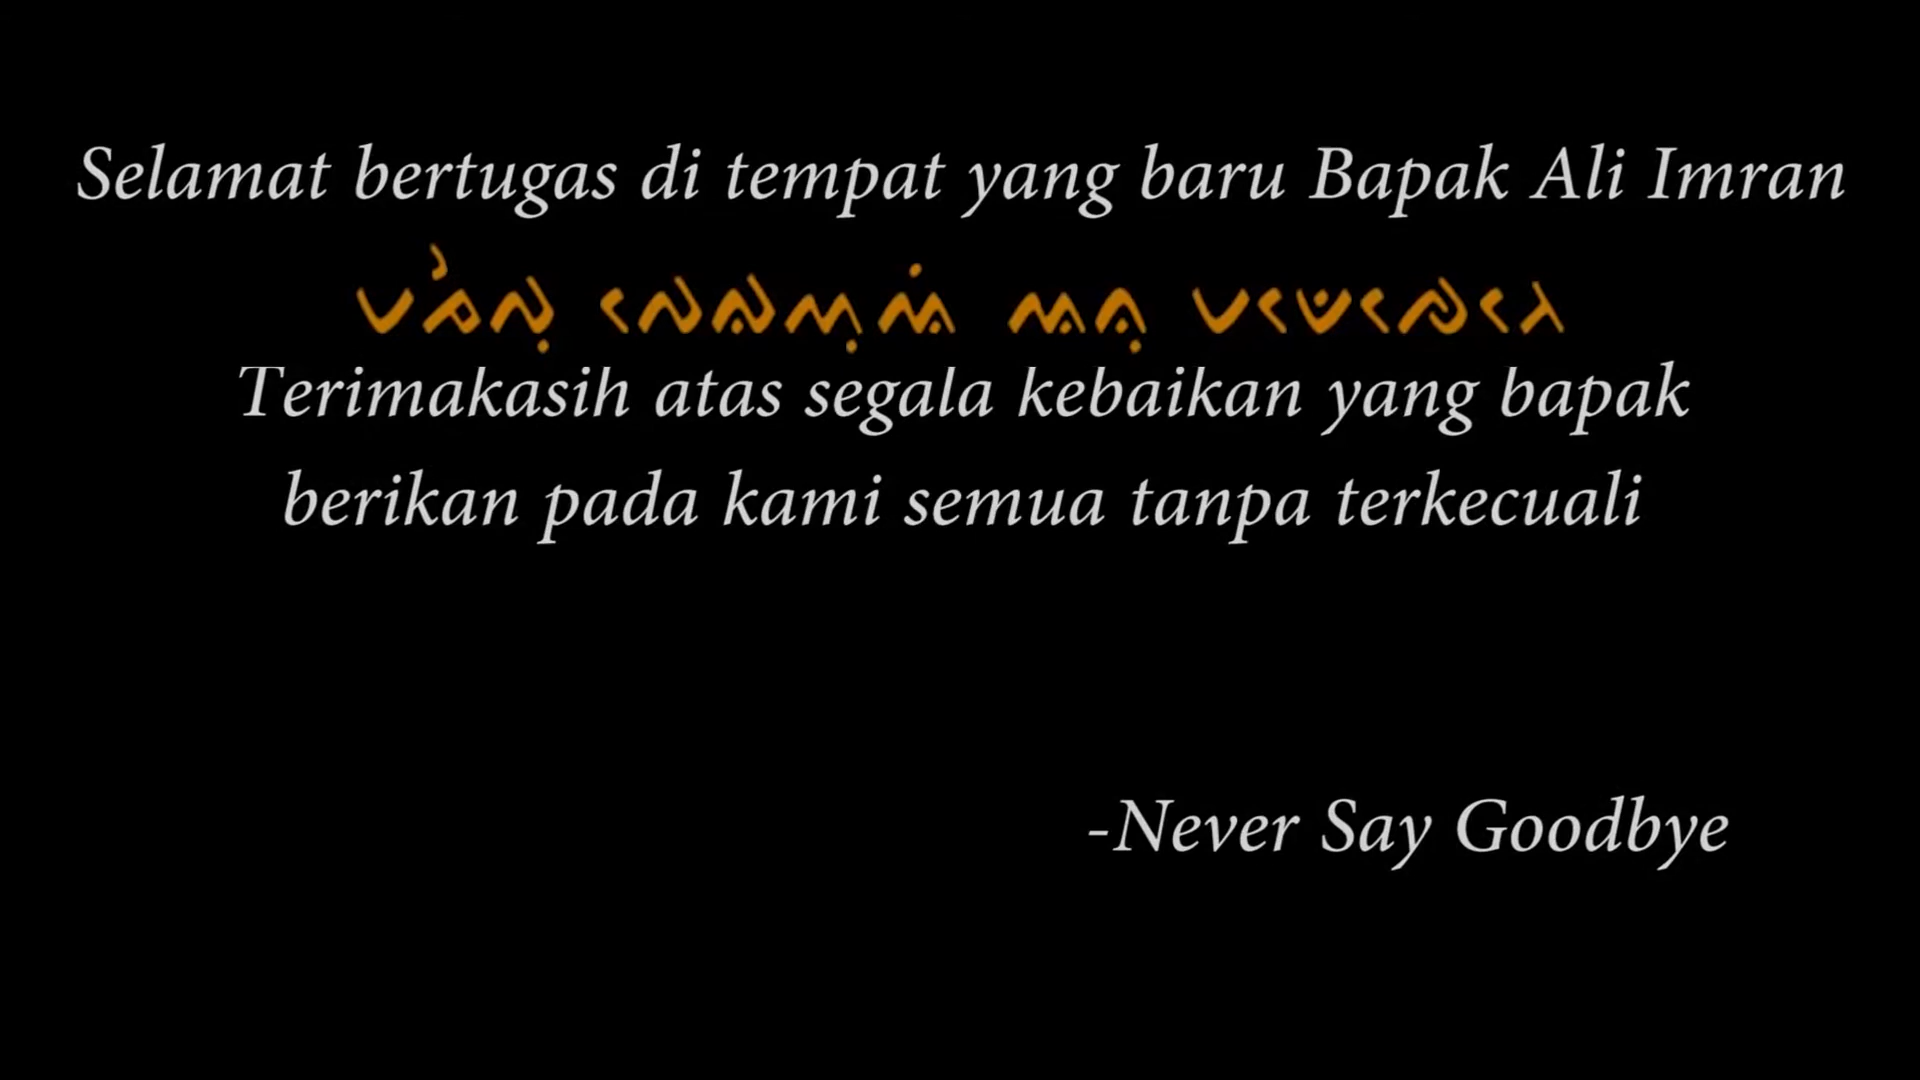 Selamat bertugas di tempat yang baru Bapak Ali Imran
Terimakasih atas segala kebaikan yang bapak
berikan pada kami semua tanpa terkecuali
-Never Say Goodbye